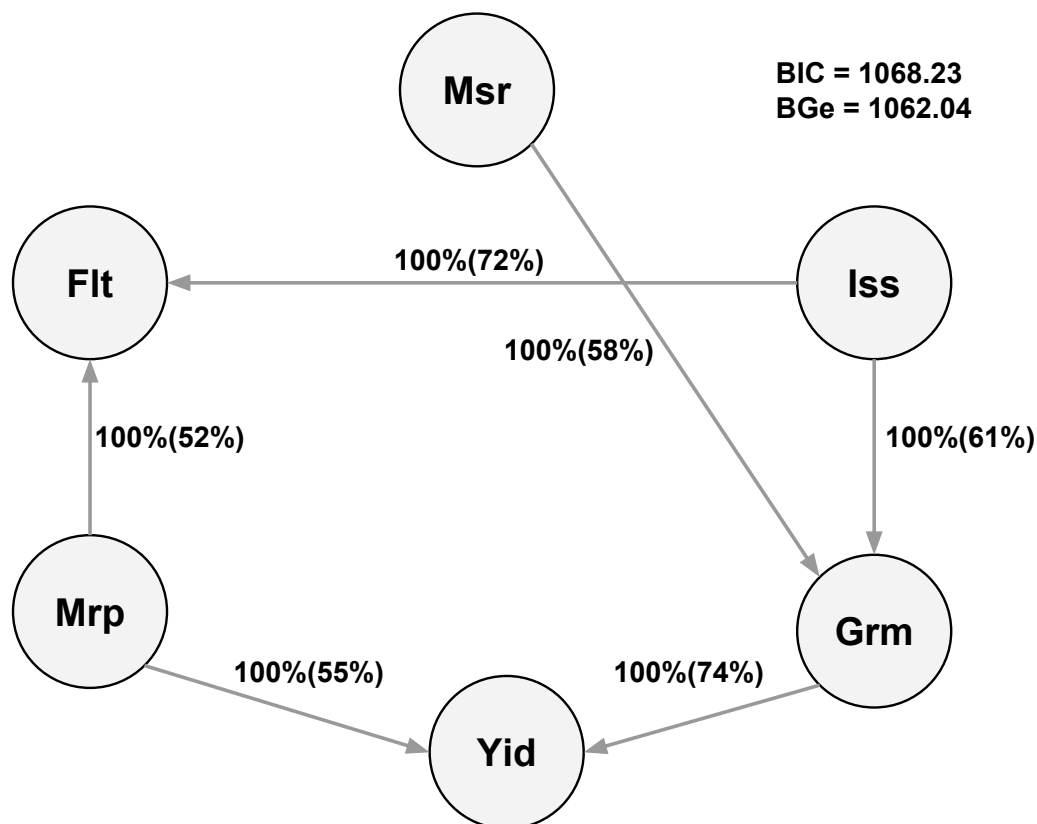 Msr
BIC = 1068.23
BGe = 1062.04
100%(72%)
Flt
Iss
100%(58%)
100%(52%)
100%(61%)
Mrp
Grm
100%(55%)
100%(74%)
Yid